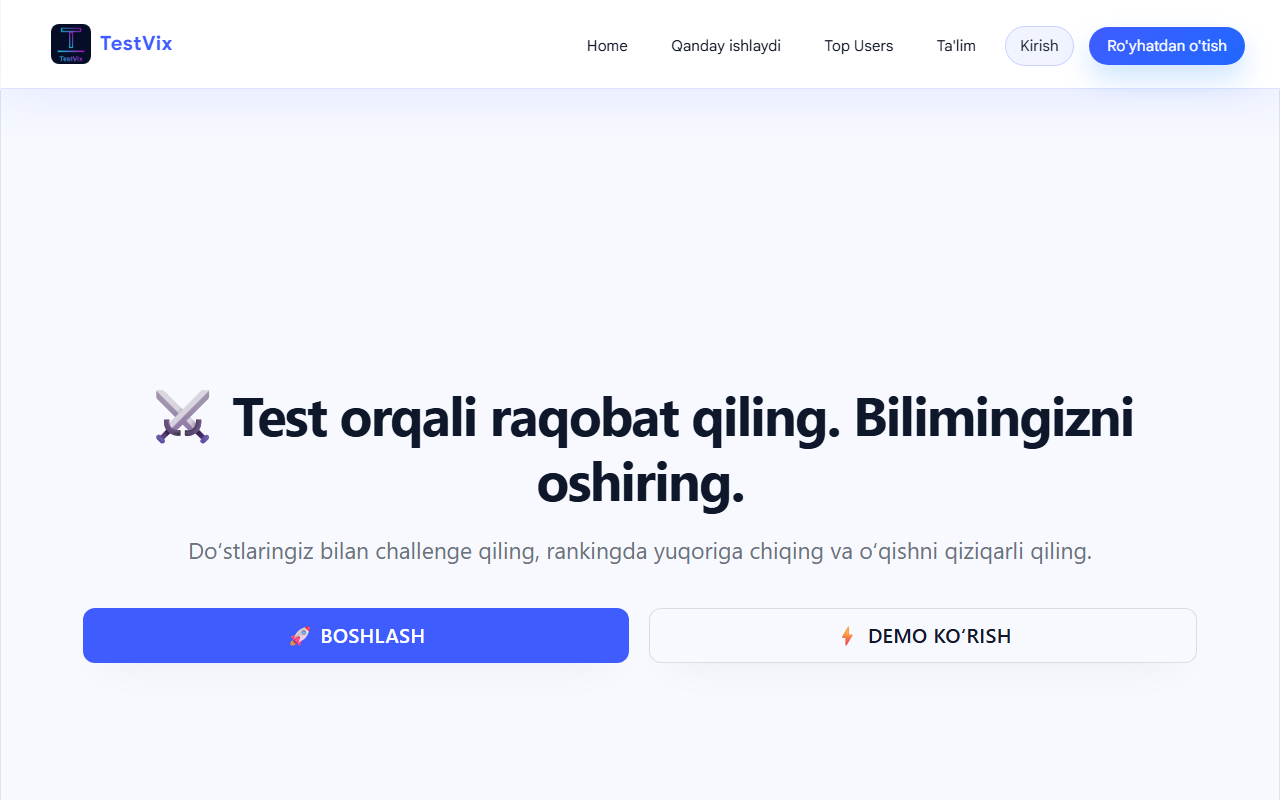 TestVix
TestVix
Home
Qanday ishlaydi
Top Users
Ta'lim
Kirish
Ro'yhatdan o'tish
Test orqali raqobat qiling. Bilimingizni
oshiring.
Do‘stlaringiz bilan challenge qiling, rankingda yuqoriga chiqing va o‘qishni qiziqarli qiling.
BOSHLASH
DEMO KO‘RISH